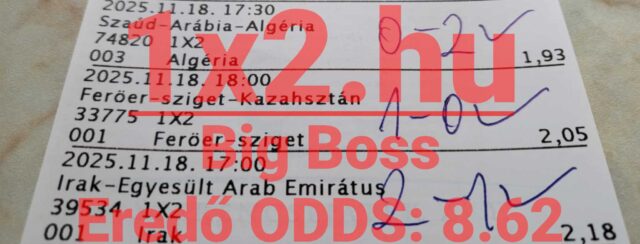 2025.11.18. 17:30
Szaúd-Arábia-Algéria
74820 1X2
003 Algéria 1,93
0-2
2025.11.18. 18:00
Feröer-sziget-Kazahsztán
33775 1X2
001 Feröer-sziget 2,05
1-0
2025.11.18. 17:00
Irak-Egyesült Arab Emirátus
39534 1X2
001 Irak 2,18
2-1
1x2.hu
Big Boss
Eredő ODDS: 8.62